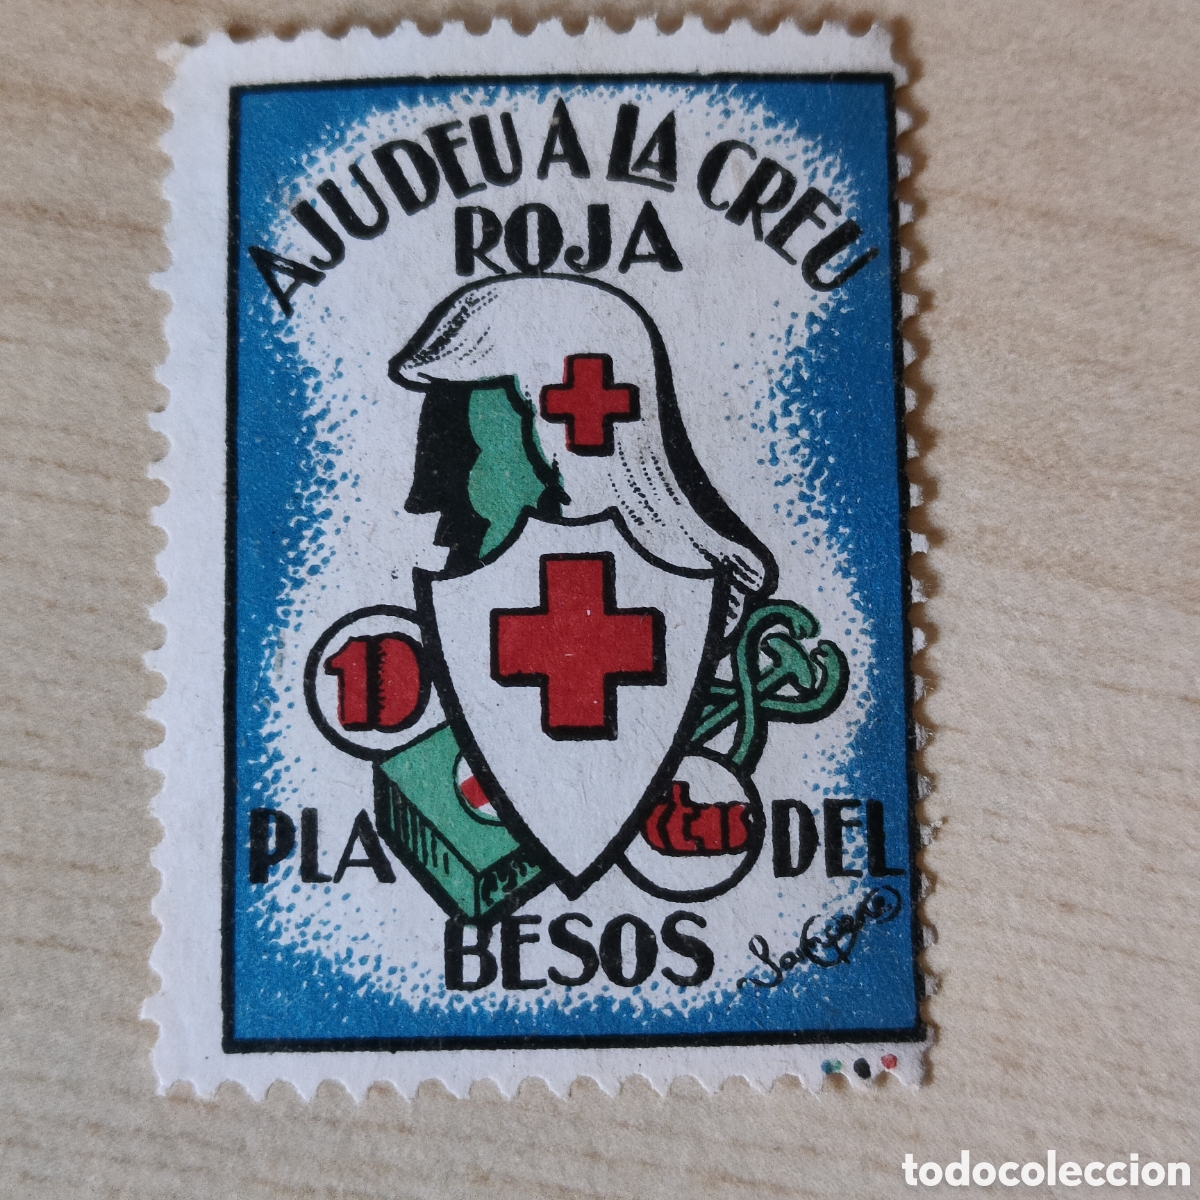 AJUDEU A LA CREU
ROJA
10
cts
PLA DEL
BESOS
todocoleccion